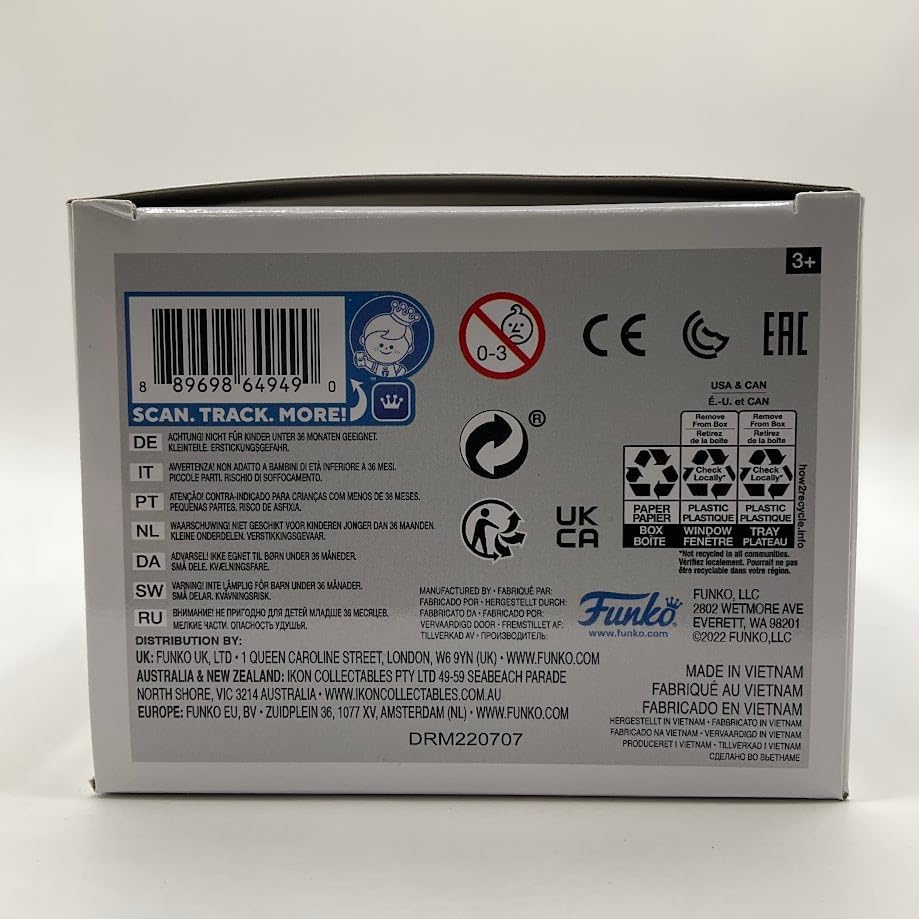 3+
8 89698 64949 0
SCAN. TRACK. MORE!
0-3
CE
EAC
®
UK
CA
USA & CAN
É.-U. et CAN
Remove From Box
Retirez de la boîte
Remove From Box
Retirez de la boîte
Check Locally*
Check Locally*
PAPER
PAPIER
PLASTIC
PLASTIQUE
PLASTIC
PLASTIQUE
BOX
BOÎTE
WINDOW
FENÊTRE
TRAY
PLATEAU
how2recycle.info
*Not recycled in all communities.
Vérifiez localement. Pourrait ne pas
être recyclable dans votre région.
DE ACHTUNG! NICHT FÜR KINDER UNTER 36 MONATEN GEEIGNET.
KLEINTEILE. ERSTICKUNGSGEFAHR.
IT AVVERTENZA! NON ADATTO A BAMBINI DI ETÀ INFERIORE A 36 MESI.
PICCOLE PARTI. RISCHIO DI SOFFOCAMENTO.
PT ATENÇÃO! CONTRA-INDICADO PARA CRIANÇAS COM MENOS DE 36 MESES.
PEQUENAS PARTES. RISCO DE ASFIXIA.
NL WAARSCHUWING! NIET GESCHIKT VOOR KINDEREN JONGER DAN 36 MAANDEN.
KLEINE ONDERDELEN. VERSTIKKINGSGEVAAR.
DA ADVARSEL! IKKE EGNET TIL BØRN UNDER 36 MÅNEDER.
SMÅ DELE. KVÆLNINGSFARE.
SW VARNING! INTE LÄMPLIG FÖR BARN UNDER 36 MÅNADER.
SMÅ DELAR. KVÄVNINGSRISK.
RU ВНИМАНИЕ! НЕ ПРИГОДНО ДЛЯ ДЕТЕЙ МЛАДШЕ 36 МЕСЯЦЕВ.
МЕЛКИЕ ЧАСТИ. ОПАСНОСТЬ УДУШЬЯ.
MANUFACTURED BY • FABRIQUÉ PAR:
FABRICADO POR • HERGESTELLT DURCH:
FABBRICATO DA • FABRICADO POR:
VERVAARDIGD DOOR • FREMSTILLET AF:
TILLVERKAD AV • ПРОИЗВОДИТЕЛЬ:
Funko®
www.funko.com
FUNKO, LLC
2802 WETMORE AVE
EVERETT, WA 98201
©2022 FUNKO,LLC
DISTRIBUTION BY:
UK: FUNKO UK, LTD • 1 QUEEN CAROLINE STREET, LONDON, W6 9YN (UK) • WWW.FUNKO.COM
AUSTRALIA & NEW ZEALAND: IKON COLLECTABLES PTY LTD 49-59 SEABEACH PARADE
NORTH SHORE, VIC 3214 AUSTRALIA • WWW.IKONCOLLECTABLES.COM.AU
EUROPE: FUNKO EU, BV • ZUIDPLEIN 36, 1077 XV, AMSTERDAM (NL) • WWW.FUNKO.COM
DRM220707
MADE IN VIETNAM
FABRIQUÉ AU VIETNAM
FABRICADO EN VIETNAM
HERGESTELLT IN VIETNAM • FABBRICATO IN VIETNAM
FABRICADO NA VIETNAM • VERVAARDIGD IN VIETNAM
PRODUCERET I VIETNAM • TILLVERKAD I VIETNAM
СДЕЛАНО ВО ВЬЕТНАМЕ